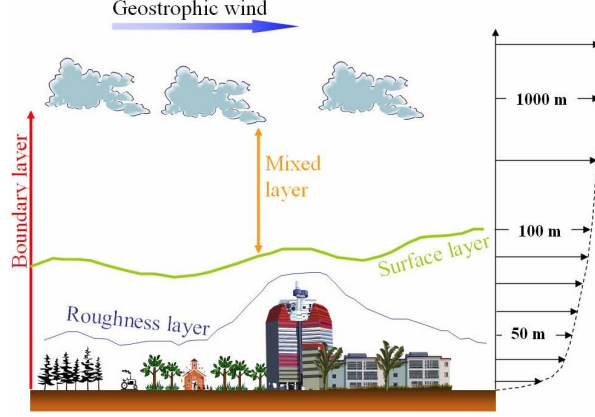 Geostrophic wind
1000 m
Boundary layer
Mixed
layer
100 m
Surface layer
Roughness layer
50 m